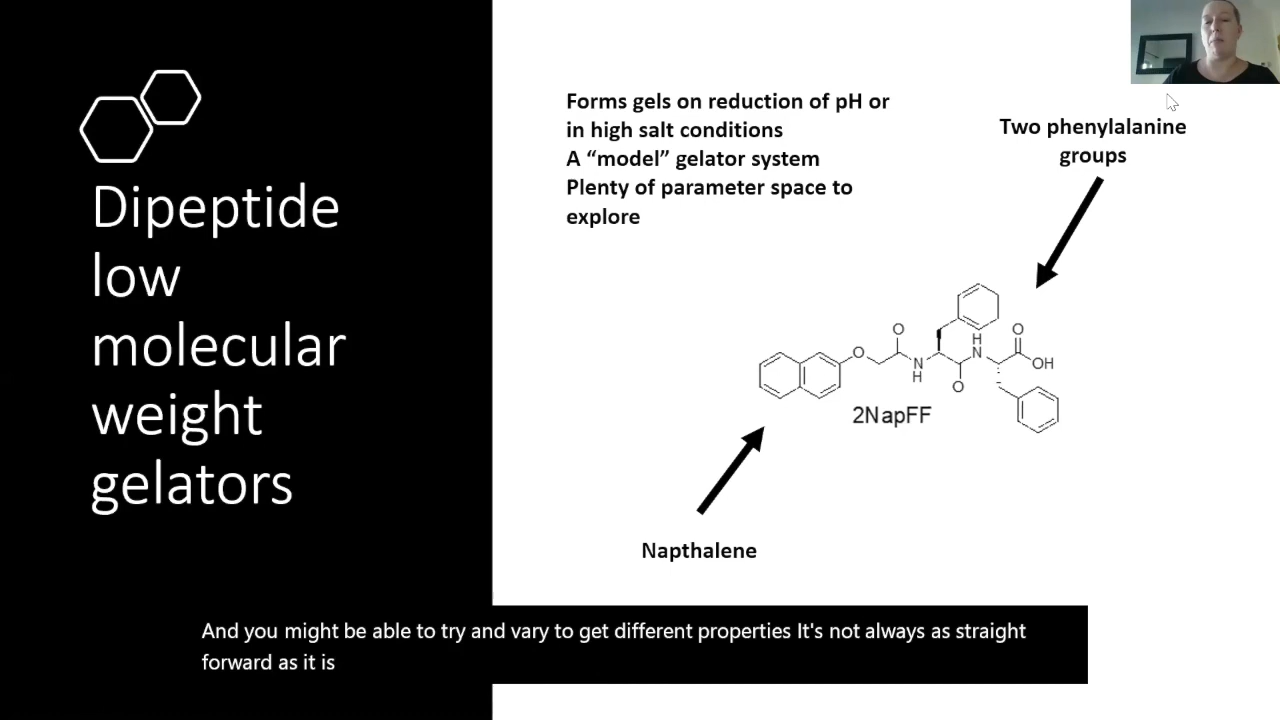 Dipeptide
low
molecular
weight
gelators
Forms gels on reduction of pH or
in high salt conditions
A “model” gelator system
Plenty of parameter space to
explore
Two phenylalanine
groups
O
O
N
H
O
H
N
O
OH
2NapFF
Napthalene
And you might be able to try and vary to get different properties It's not always as straight
forward as it is